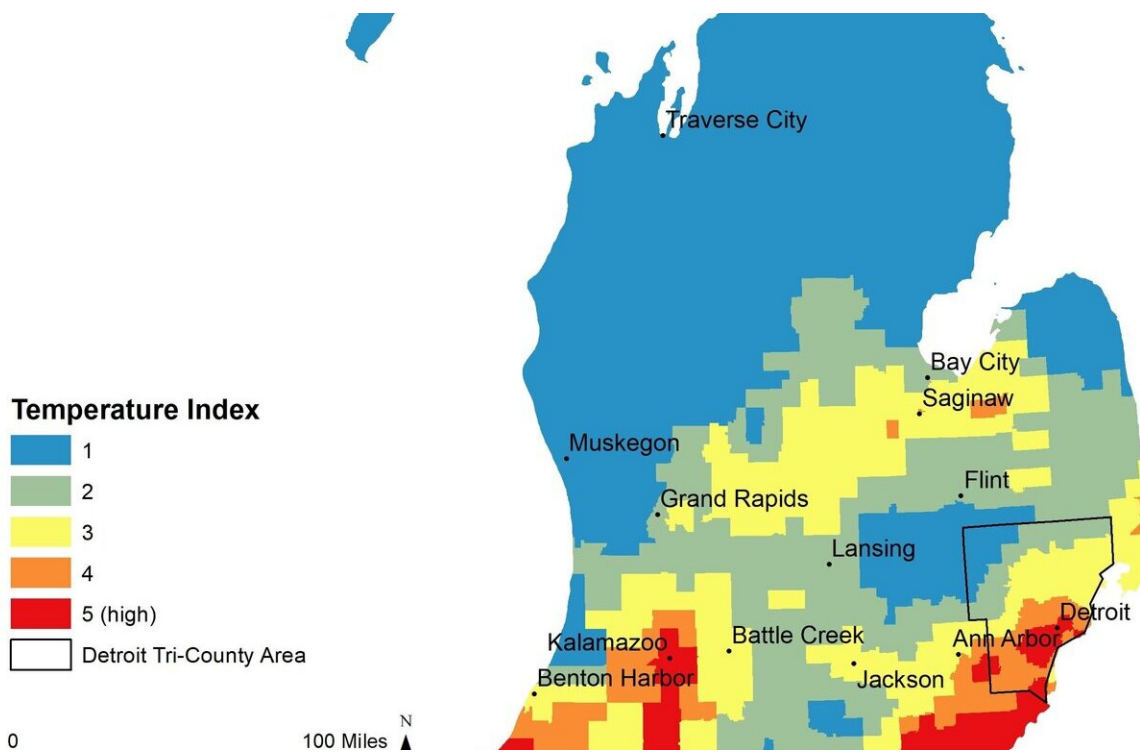 Traverse City
Bay City
Saginaw
Muskegon
Flint
Grand Rapids
Lansing
Detroit
Kalamazoo
Battle Creek
Ann Arbor
Benton Harbor
Jackson
Temperature Index
1
2
3
4
5 (high)
Detroit Tri-County Area
0
100 Miles
N